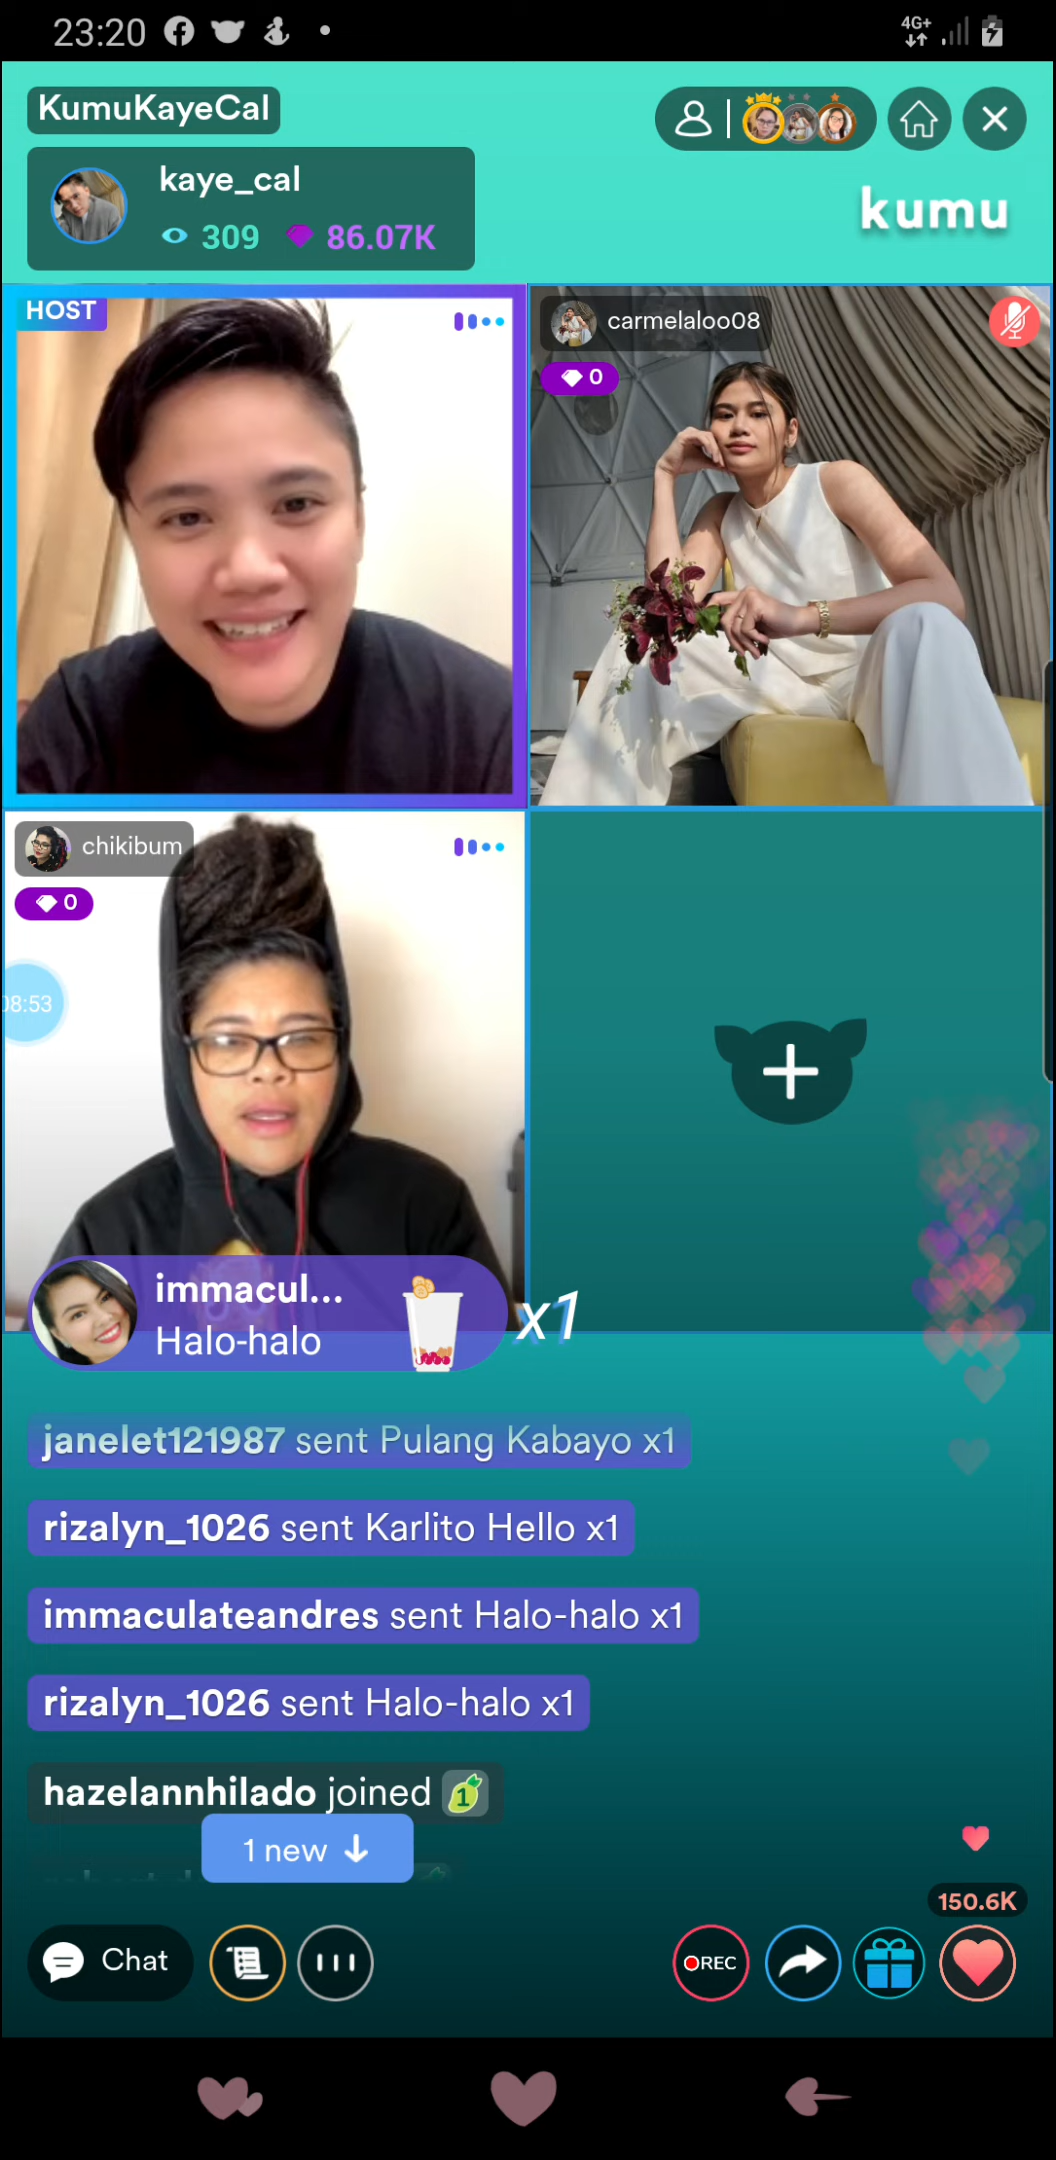 23:20
4G+
KumuKayeCal
kaye_cal
309 86.07K
kumu
HOST
carmelaloo08
0
chikibum
0
08:53
immacul...
Halo-halo
x1
janelet121987 sent Pulang Kabayo x1
rizalyn_1026 sent Karlito Hello x1
immaculateandres sent Halo-halo x1
rizalyn_1026 sent Halo-halo x1
hazelannhilado joined 1
1 new
150.6K
Chat
REC